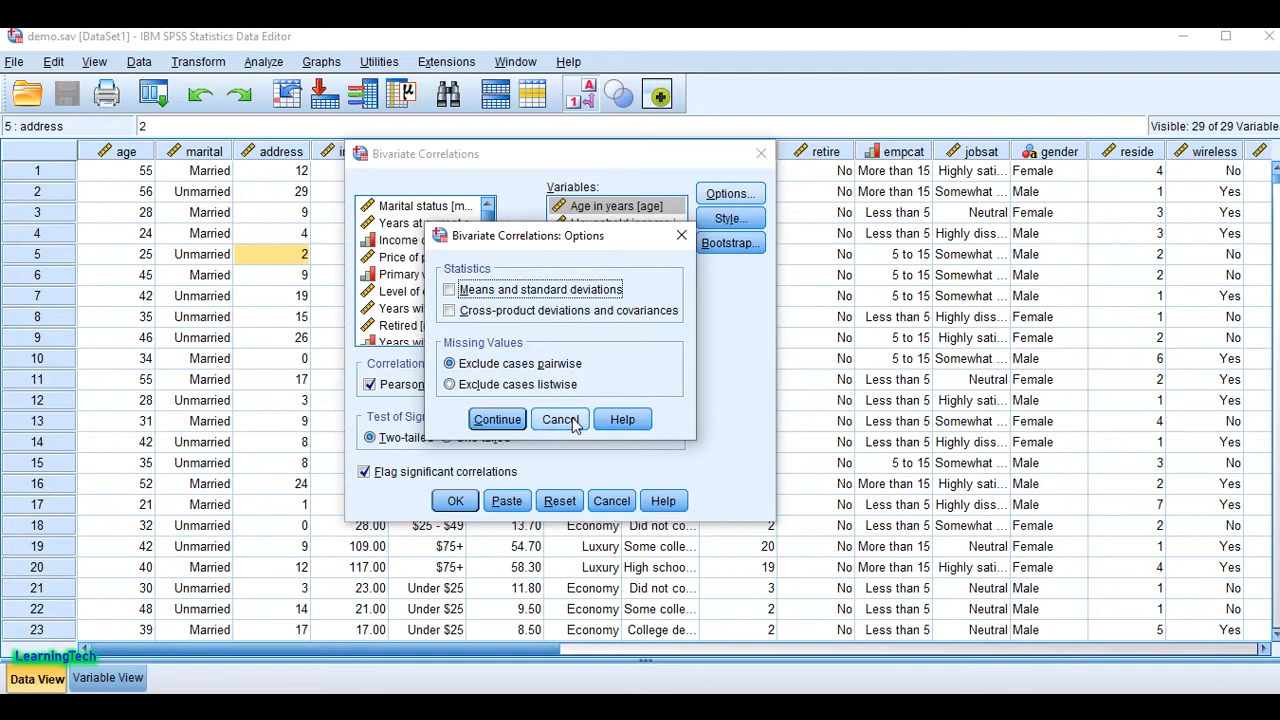 demo.sav [DataSet1] - IBM SPSS Statistics Data Editor
File Edit View Data Transform Analyze Graphs Utilities Extensions Window Help
5 : address 2 Visible: 29 of 29 Variable
age marital address in retire empcat jobsat gender reside wireless
1 55 Married 12 No More than 15 Highly sati... Female 4 No
2 56 Unmarried 29 No More than 15 Somewhat ... Male 1 Yes
3 28 Married 9 No Less than 5 Neutral Female 3 Yes
4 24 Married 4 No Less than 5 Highly diss... Male 3 Yes
5 25 Unmarried 2 No 5 to 15 Somewhat ... Male 2 Yes
6 45 Married 9 No 5 to 15 Somewhat ... Male 2 Yes
7 42 Unmarried 19 No 5 to 15 Somewhat ... Male 1 Yes
8 35 Unmarried 15 No 5 to 15 Highly diss... Female 1 No
9 46 Unmarried 26 No 5 to 15 Somewhat ... Female 2 Yes
10 34 Married 0 No 5 to 15 Highly diss... Male 6 No
11 55 Married 17 No Less than 5 Neutral Female 2 No
12 28 Unmarried 3 No Less than 5 Somewhat ... Male 1 Yes
13 31 Married 9 No Less than 5 Somewhat ... Male 4 Yes
14 42 Unmarried 8 No Less than 5 Somewhat ... Male 1 Yes
15 35 Unmarried 8 No 5 to 15 Somewhat ... Male 3 No
16 52 Married 24 No More than 15 Highly sati... Female 2 Yes
17 21 Married 1 No Less than 5 Highly diss... Male 7 No
18 32 Unmarried 0 28.00 $25 - $49 13.70 Economy Did not co... 2 No Less than 5 Somewhat ... Female 2 No
19 42 Unmarried 9 109.00 $75+ 54.70 Luxury Some colle... 20 No More than 15 Neutral Male 1 Yes
20 40 Married 12 117.00 $75+ 58.30 Luxury High schoo... 19 No More than 15 Neutral Female 4 Yes
21 30 Unmarried 3 23.00 Under $25 11.80 Economy Did not co... 3 No Less than 5 Neutral Male 1 No
22 48 Unmarried 14 21.00 Under $25 9.50 Economy Some colle... 2 No Less than 5 Neutral Male 1 No
23 39 Married 17 17.00 Under $25 8.50 Economy College de... 2 No Less than 5 Neutral Male 5 No
Bivariate Correlations
Variables:
Marital status [m...
Years at
Income c
Price of p
Primary v
Level of e
Years wi
Retired [
Years wi
Age in years [age]
Options...
Style...
Bootstrap...
Correlation
Pearson
Test of Sign
Two-tailed
Flag significant correlations
OK Paste Reset Cancel Help
Bivariate Correlations: Options
Statistics
Means and standard deviations
Cross-product deviations and covariances
Missing Values
Exclude cases pairwise
Exclude cases listwise
Continue Cancel Help
LearningTech
Data View Variable View